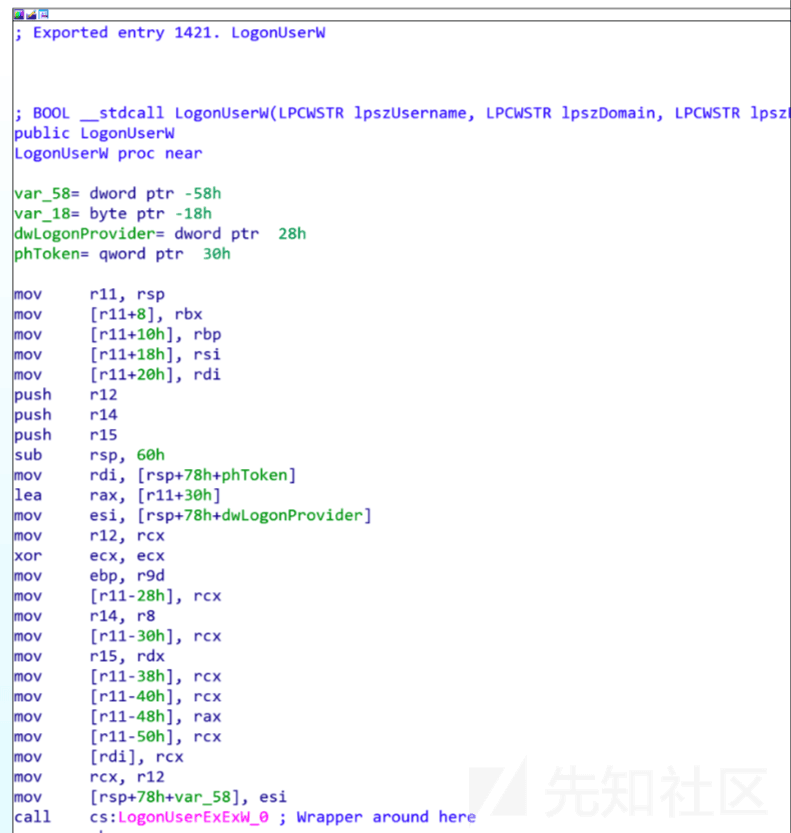 ; Exported entry 1421. LogonUserW
; BOOL __stdcall LogonUserW(LPCWSTR lpszUsername, LPCWSTR lpszDomain, LPCWSTR lpsz
public LogonUserW
LogonUserW proc near
var_58= dword ptr -58h
var_18= byte ptr -18h
dwLogonProvider= dword ptr  28h
phToken= qword ptr  30h
mov     r11, rsp
mov     [r11+8], rbx
mov     [r11+10h], rbp
mov     [r11+18h], rsi
mov     [r11+20h], rdi
push    r12
push    r14
push    r15
sub     rsp, 60h
mov     rdi, [rsp+78h+phToken]
lea     rax, [r11+30h]
mov     esi, [rsp+78h+dwLogonProvider]
mov     r12, rcx
xor     ecx, ecx
mov     ebp, r9d
mov     [r11-28h], rcx
mov     r14, r8
mov     [r11-30h], rcx
mov     r15, rdx
mov     [r11-38h], rcx
mov     [r11-40h], rcx
mov     [r11-48h], rax
mov     [r11-50h], rcx
mov     [rdi], rcx
mov     rcx, r12
mov     [rsp+78h+var_58], esi
call    cs:LogonUserExExW_0 ; Wrapper around here
先知社区